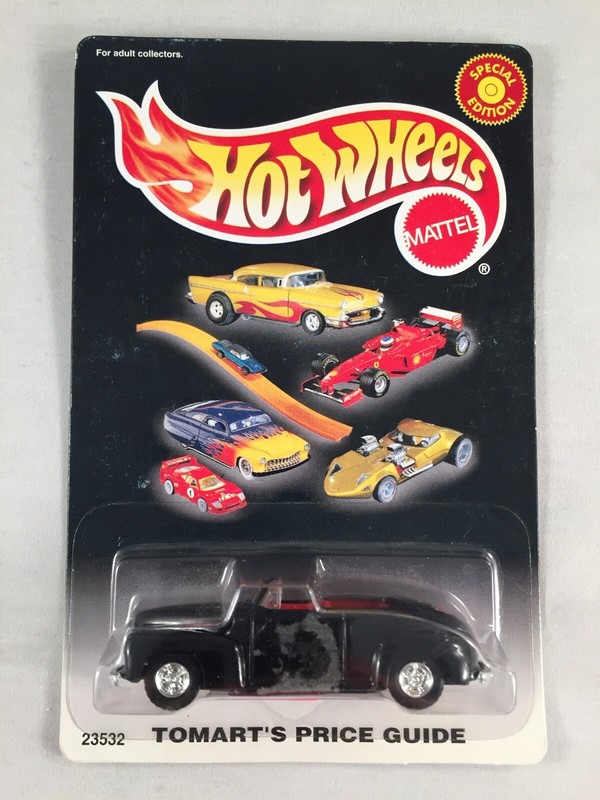 For adult collectors.
SPECIAL
EDITION
HOT WHEELS
MATTEL
®
23532
TOMART'S PRICE GUIDE